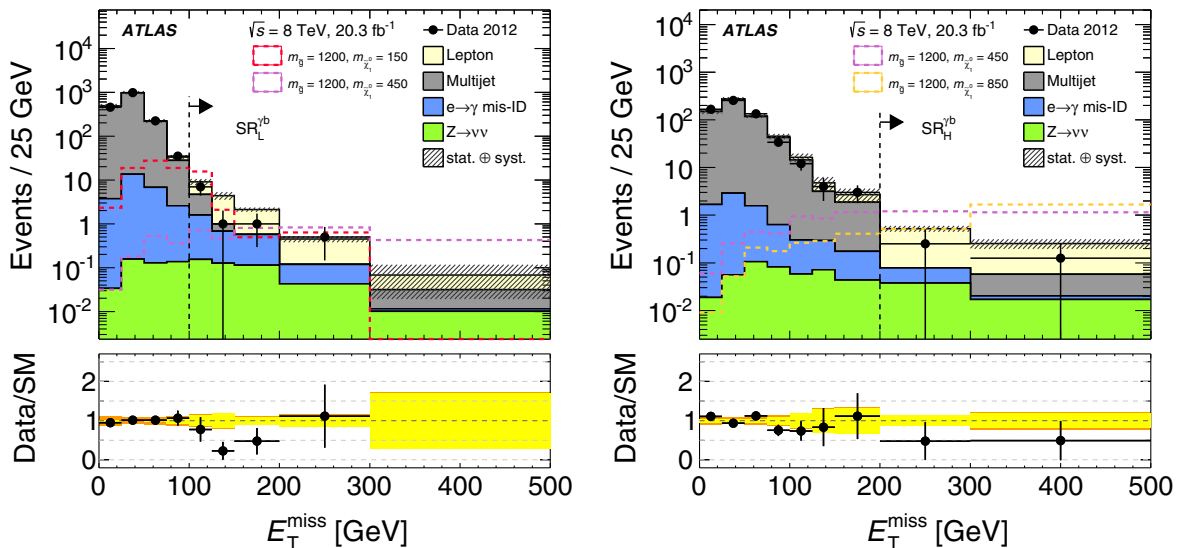 ATLAS
√s = 8 TeV, 20.3 fb⁻¹
m_g̃ = 1200, m_χ̃₁⁰ = 150
m_g̃ = 1200, m_χ̃₁⁰ = 450
Data 2012
Lepton
Multijet
e→γ mis-ID
Z→νν
stat. ⊕ syst.
SR_L^γb
Events / 25 GeV
10⁴
10³
10²
10
1
10⁻¹
10⁻²
Data/SM
2
1
0
0 100 200 300 400 500
E_T^miss [GeV]
ATLAS
√s = 8 TeV, 20.3 fb⁻¹
m_g̃ = 1200, m_χ̃₁⁰ = 450
m_g̃ = 1200, m_χ̃₁⁰ = 850
Data 2012
Lepton
Multijet
e→γ mis-ID
Z→νν
stat. ⊕ syst.
SR_H^γb
Events / 25 GeV
10⁴
10³
10²
10
1
10⁻¹
10⁻²
Data/SM
2
1
0
0 100 200 300 400 500
E_T^miss [GeV]